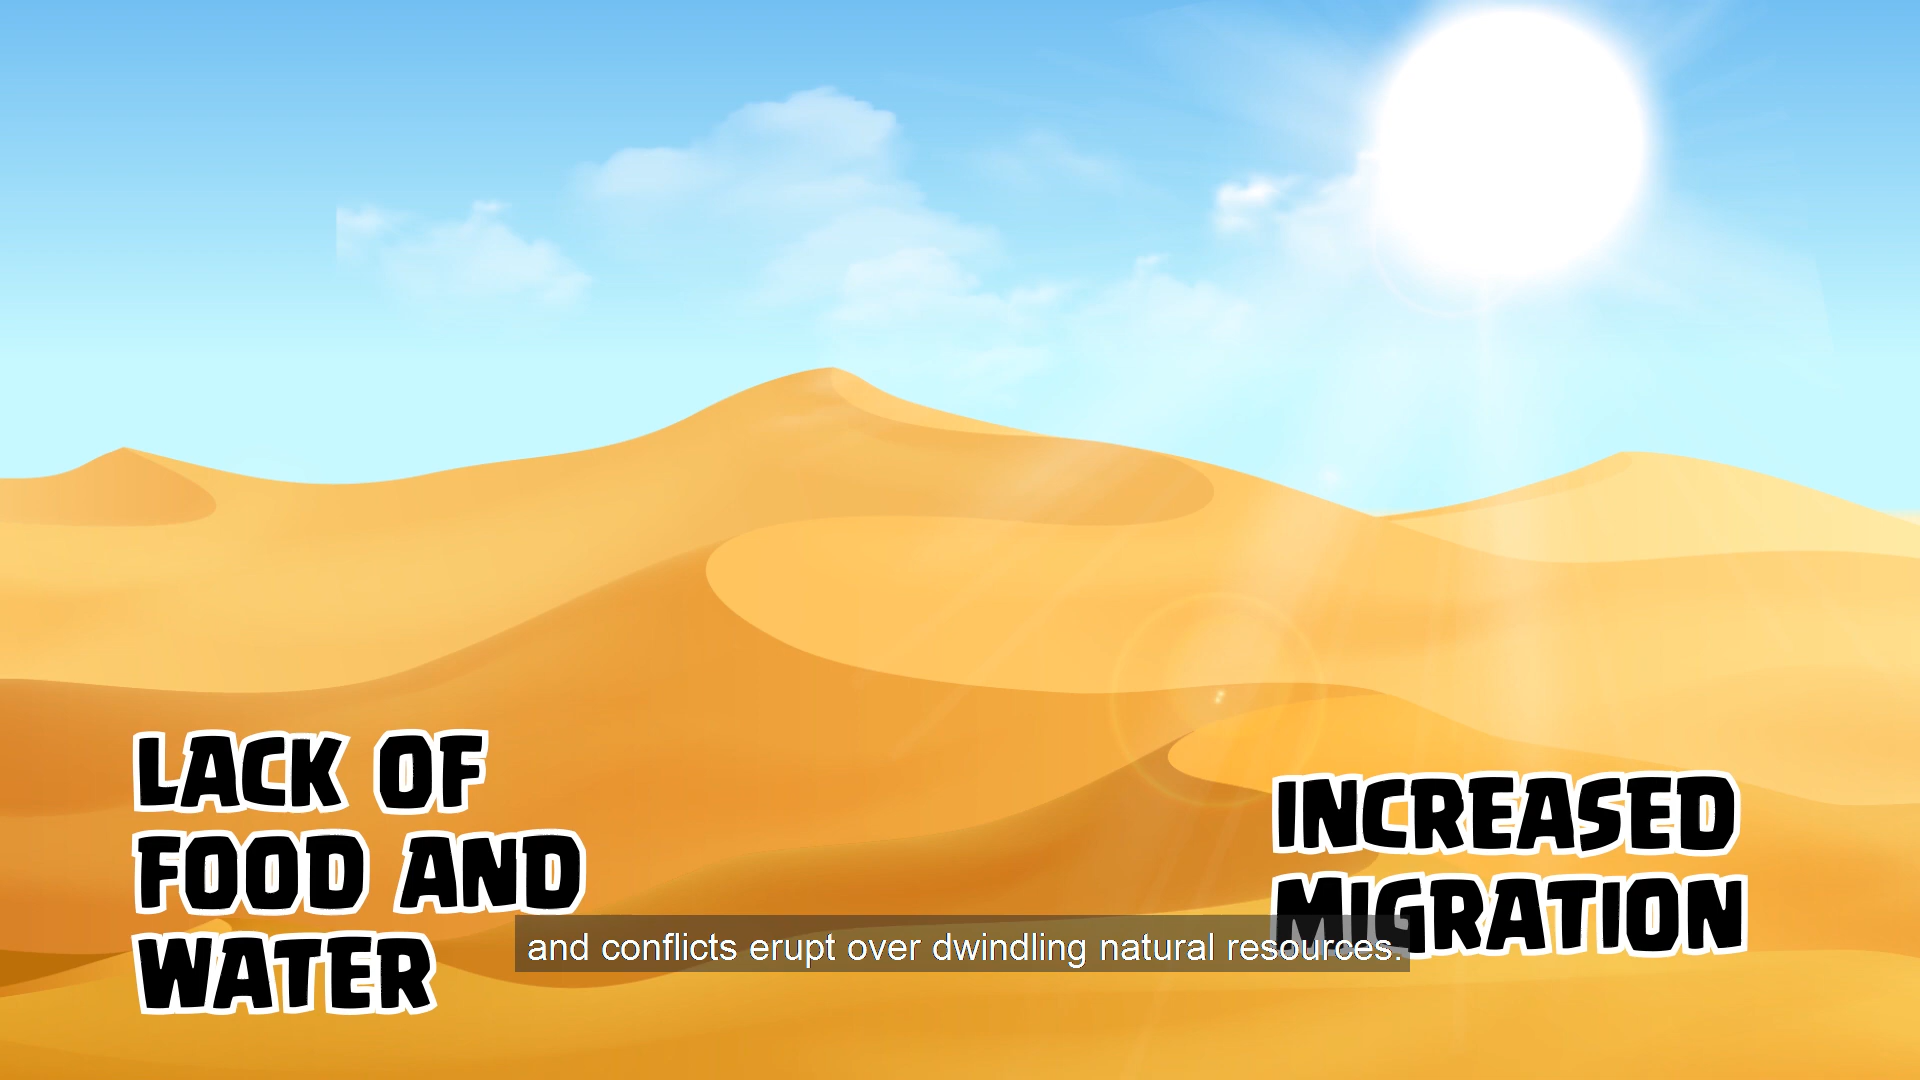 LACK OF
FOOD AND
WATER
INCREASED
MIGRATION
and conflicts erupt over dwindling natural resources.